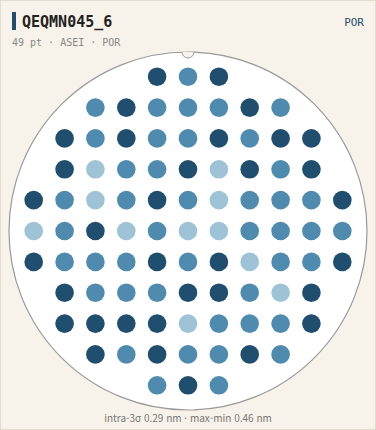 QEQMN045_6 POR
49 pt · ASEI · POR
intra-3σ 0.29 nm · max-min 0.46 nm